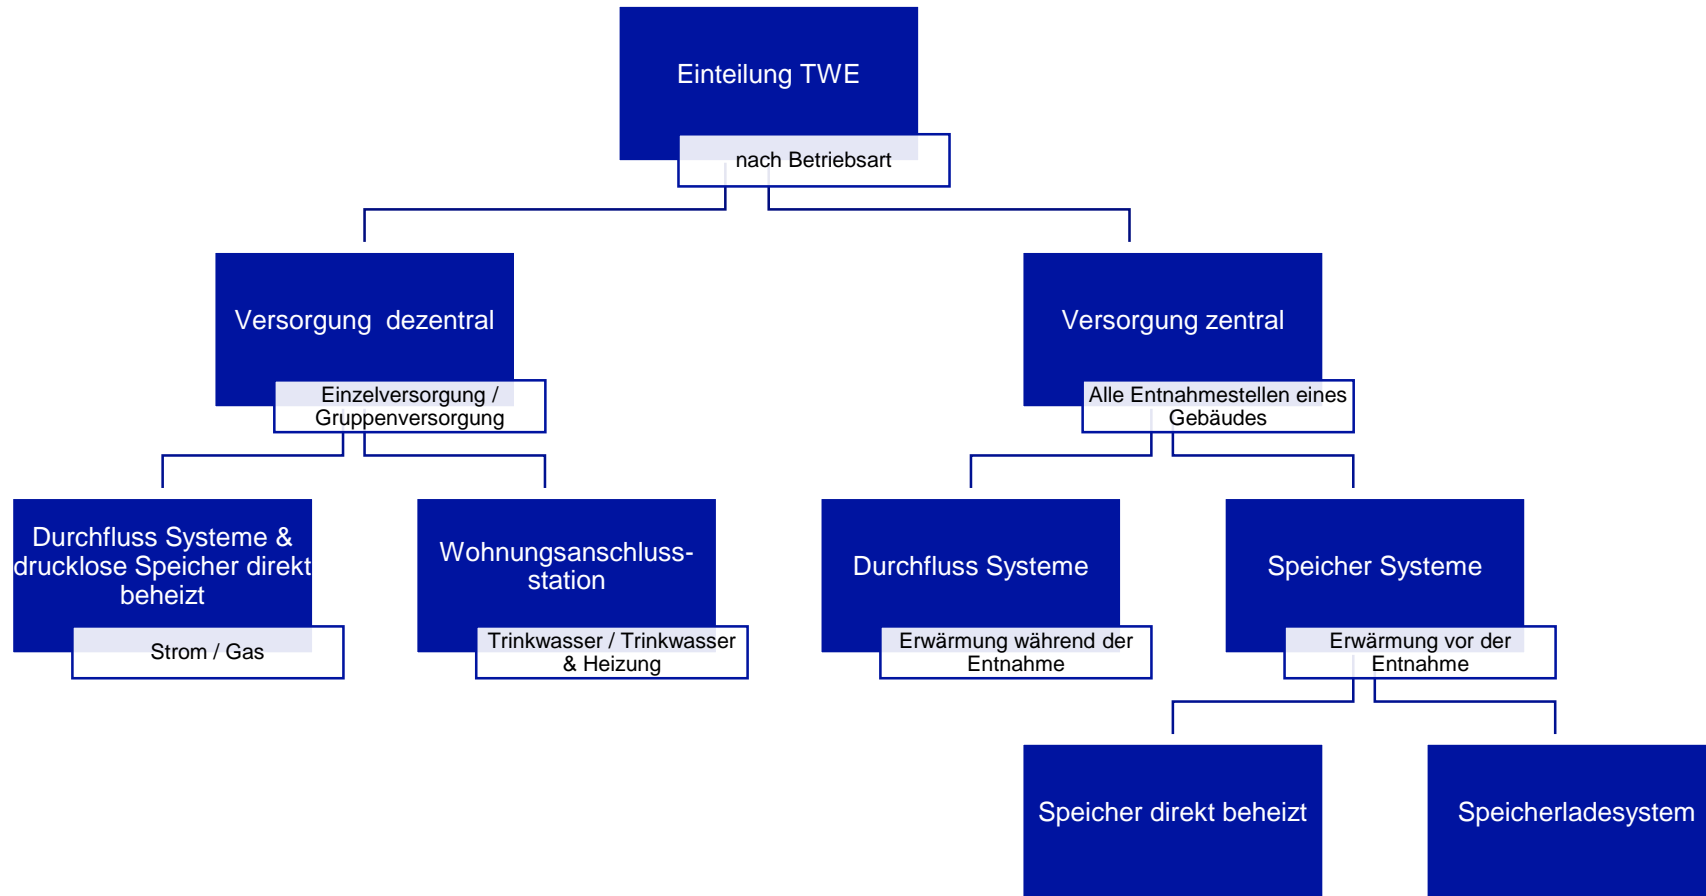 Einteilung TWE
nach Betriebsart
Versorgung dezentral
Einzelversorgung /
Gruppenversorgung
Versorgung zentral
Alle Entnahmestellen eines
Gebäudes
Durchfluss Systeme &
drucklose Speicher direkt
beheizt
Strom / Gas
Wohnungsanschluss-
station
Trinkwasser / Trinkwasser
& Heizung
Durchfluss Systeme
Erwärmung während der
Entnahme
Speicher Systeme
Erwärmung vor der
Entnahme
Speicher direkt beheizt
Speicherladesystem